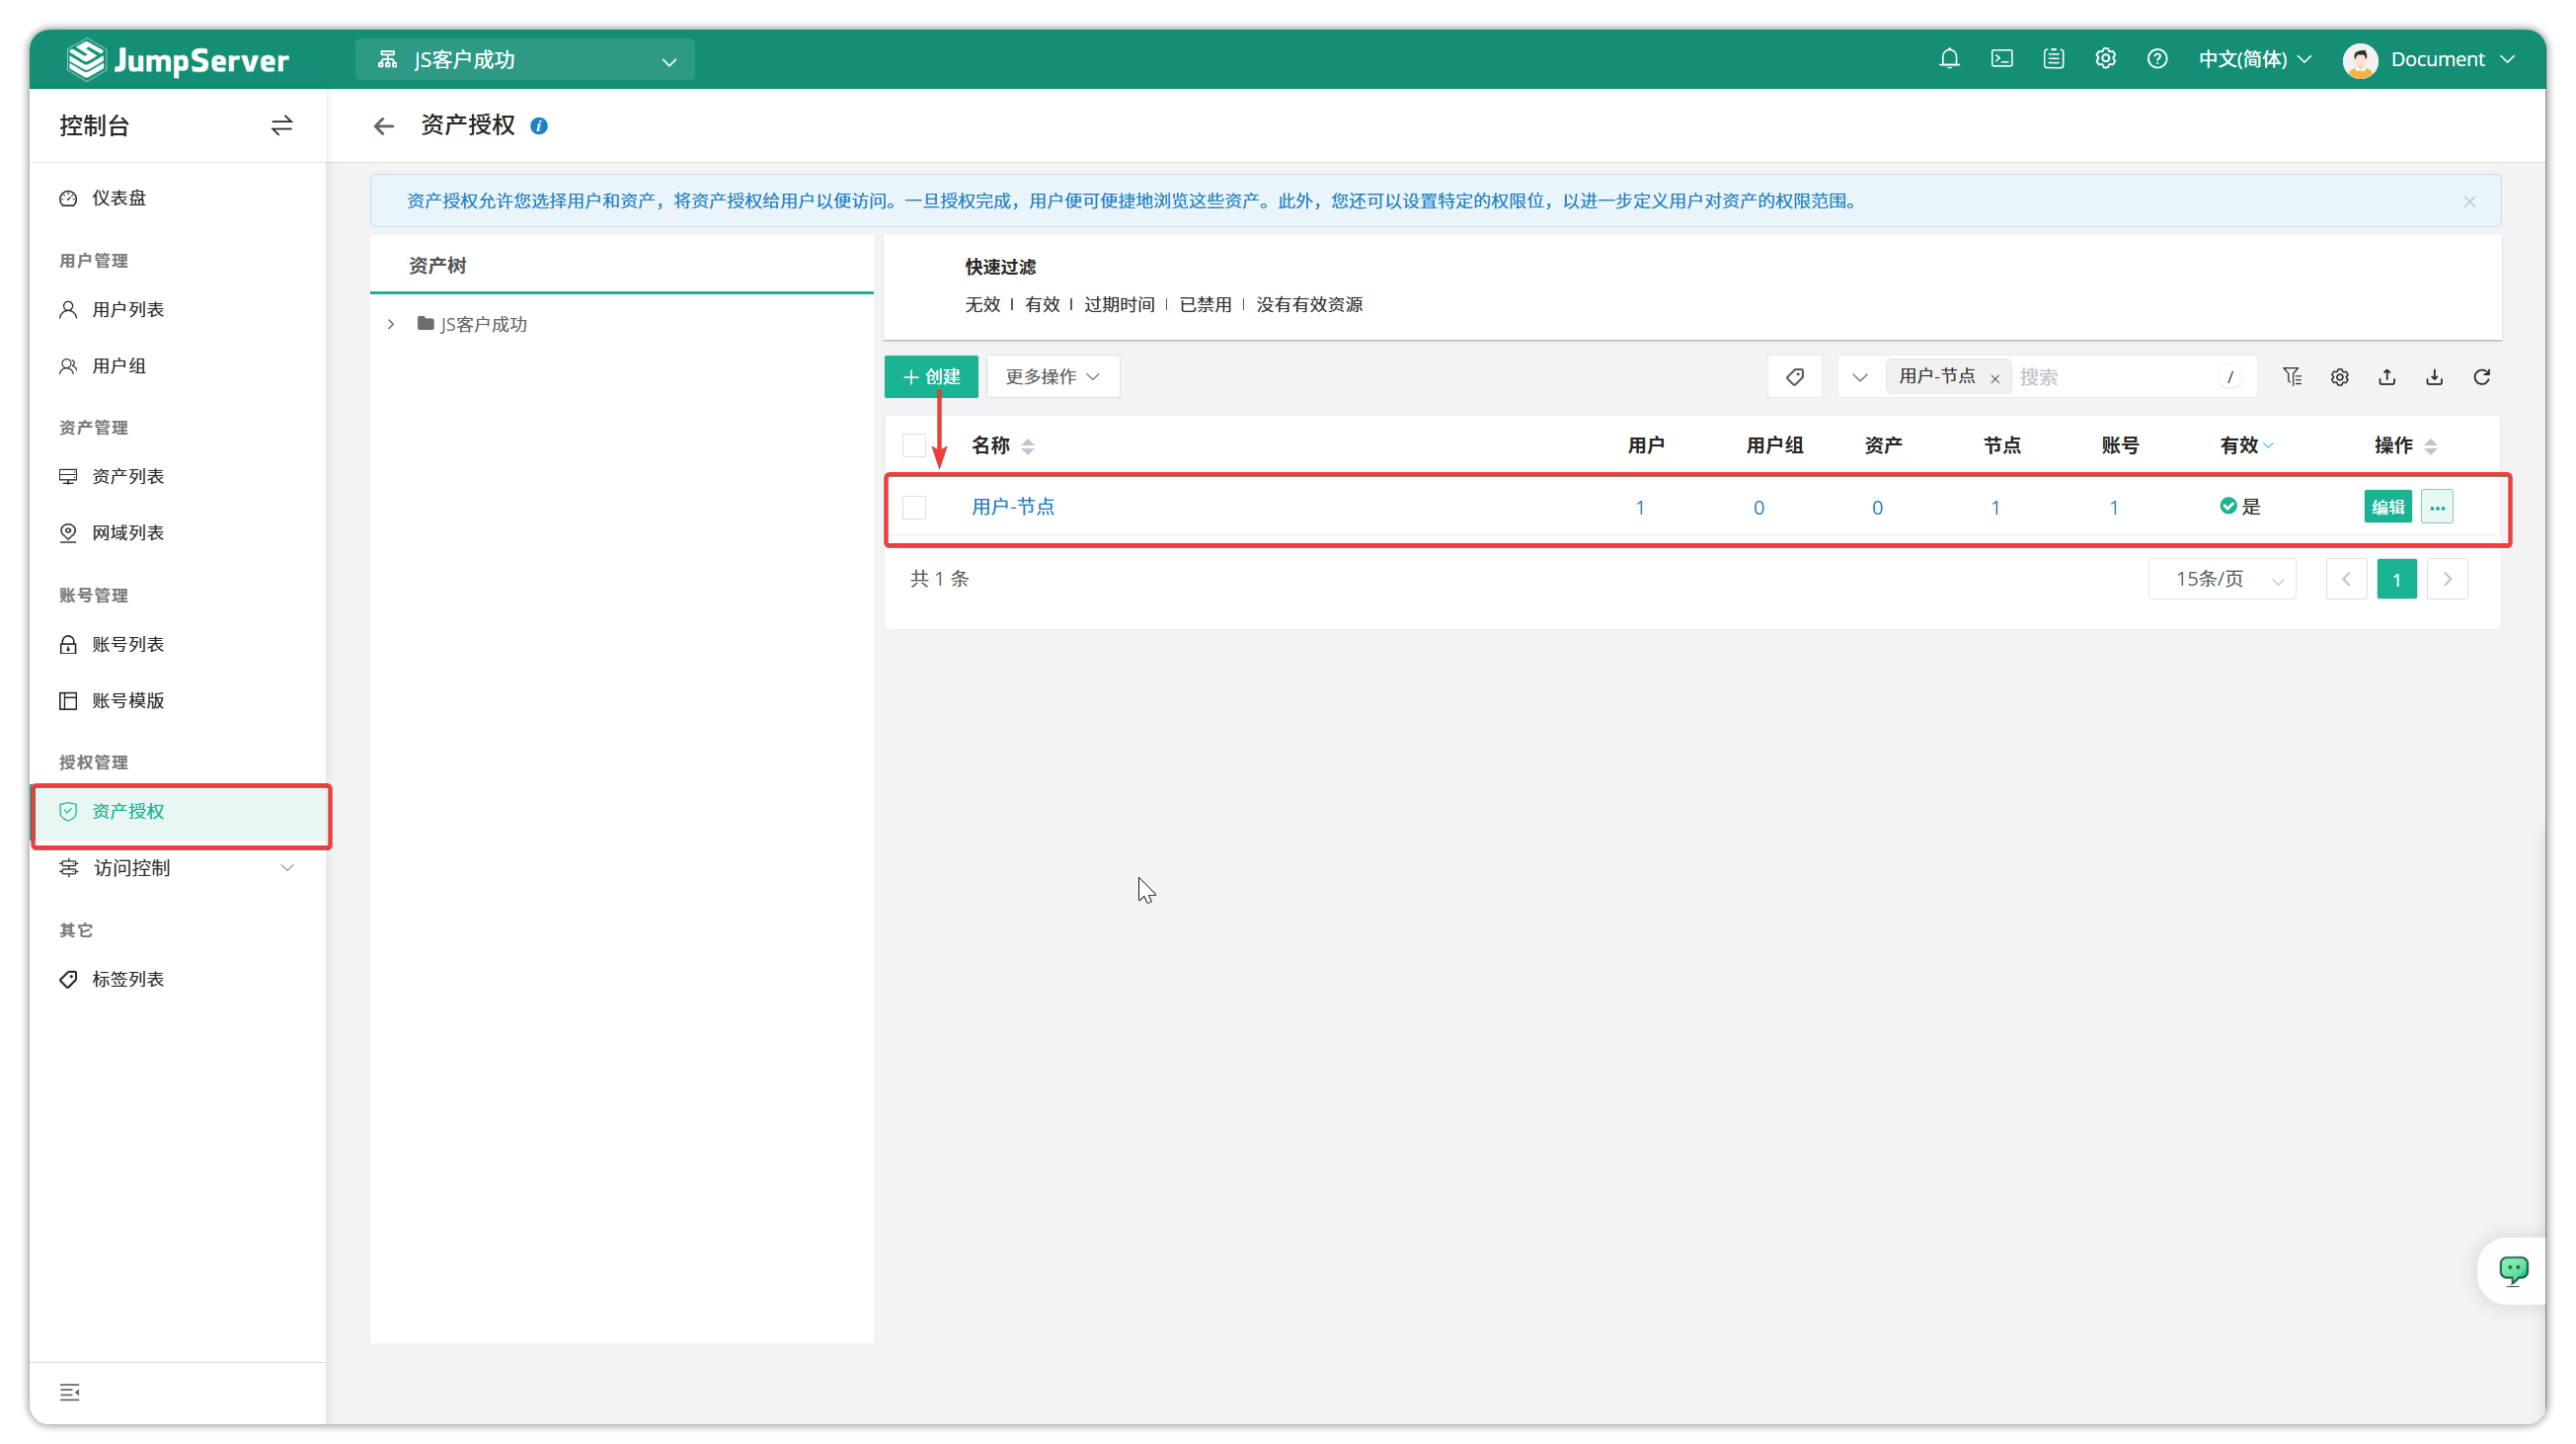 JumpServer
JS客户成功
中文(简体)
Document
控制台
资产授权
仪表盘
用户管理
用户列表
用户组
资产管理
资产列表
网域列表
账号管理
账号列表
账号模版
授权管理
资产授权
访问控制
其它
标签列表
资产授权允许您选择用户和资产，将资产授权给用户以便访问。一旦授权完成，用户便可便捷地浏览这些资产。此外，您还可以设置特定的权限位，以进一步定义用户对资产的权限范围。
资产树
JS客户成功
快速过滤
无效 | 有效 | 过期时间 | 已禁用 | 没有有效资源
创建
更多操作
用户-节点
搜索
/
名称 用户 用户组 资产 节点 账号 有效 操作
用户-节点 1 0 0 1 1 是 编辑 ...
共 1 条
15条/页
1